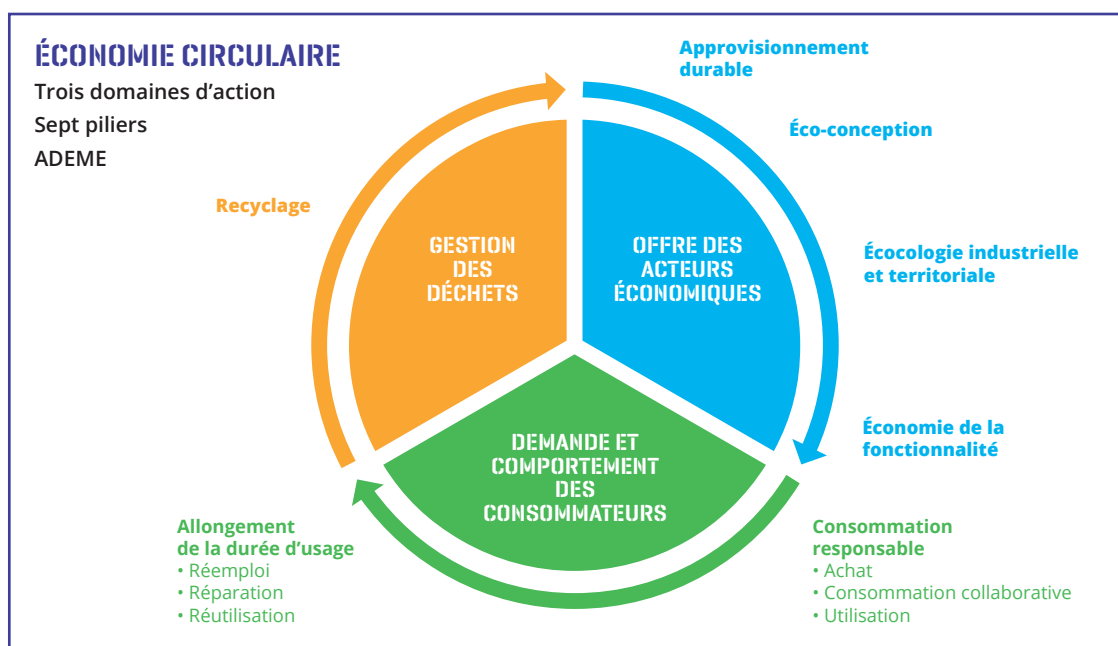 ÉCONOMIE CIRCULAIRE
Trois domaines d’action
Sept piliers
ADEME
Approvisionnement
durable
Éco-conception
Écocologie industrielle
et territoriale
Économie de la
fonctionnalité
OFFRE DES
ACTEURS
ÉCONOMIQUES
Consommation
responsable
• Achat
• Consommation collaborative
• Utilisation
DEMANDE ET
COMPORTEMENT
DES
CONSOMMATEURS
Allongement
de la durée d’usage
• Réemploi
• Réparation
• Réutilisation
Recyclage
GESTION
DES
DÉCHETS